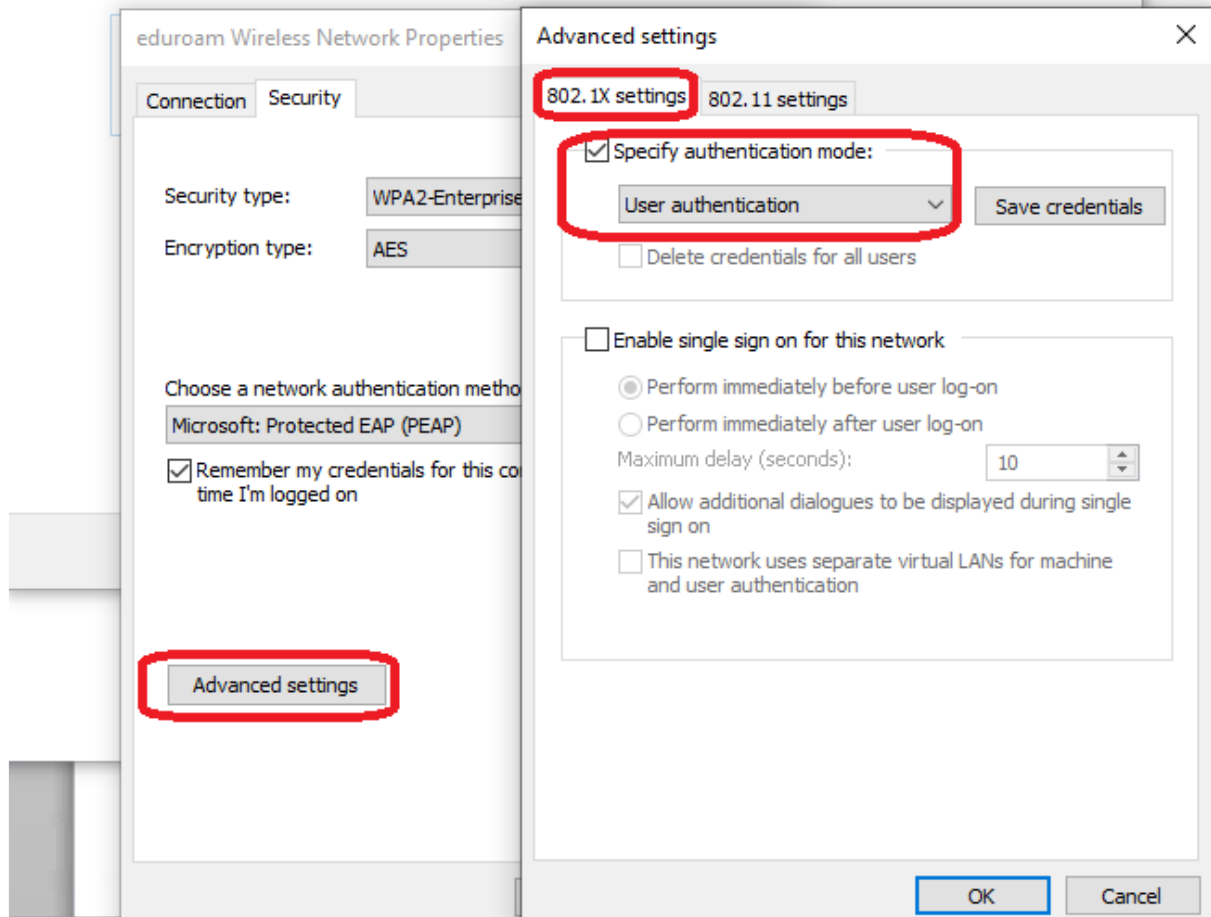 eduroam Wireless Network Properties
Connection
Security
Security type:
WPA2-Enterprise
Encryption type:
AES
Choose a network authentication metho
Microsoft: Protected EAP (PEAP)
Remember my credentials for this co
time I'm logged on
Advanced settings
Advanced settings
802.1X settings
802.11 settings
Specify authentication mode:
User authentication
Save credentials
Delete credentials for all users
Enable single sign on for this network
Perform immediately before user log-on
Perform immediately after user log-on
Maximum delay (seconds):
10
Allow additional dialogues to be displayed during single
sign on
This network uses separate virtual LANs for machine
and user authentication
OK
Cancel